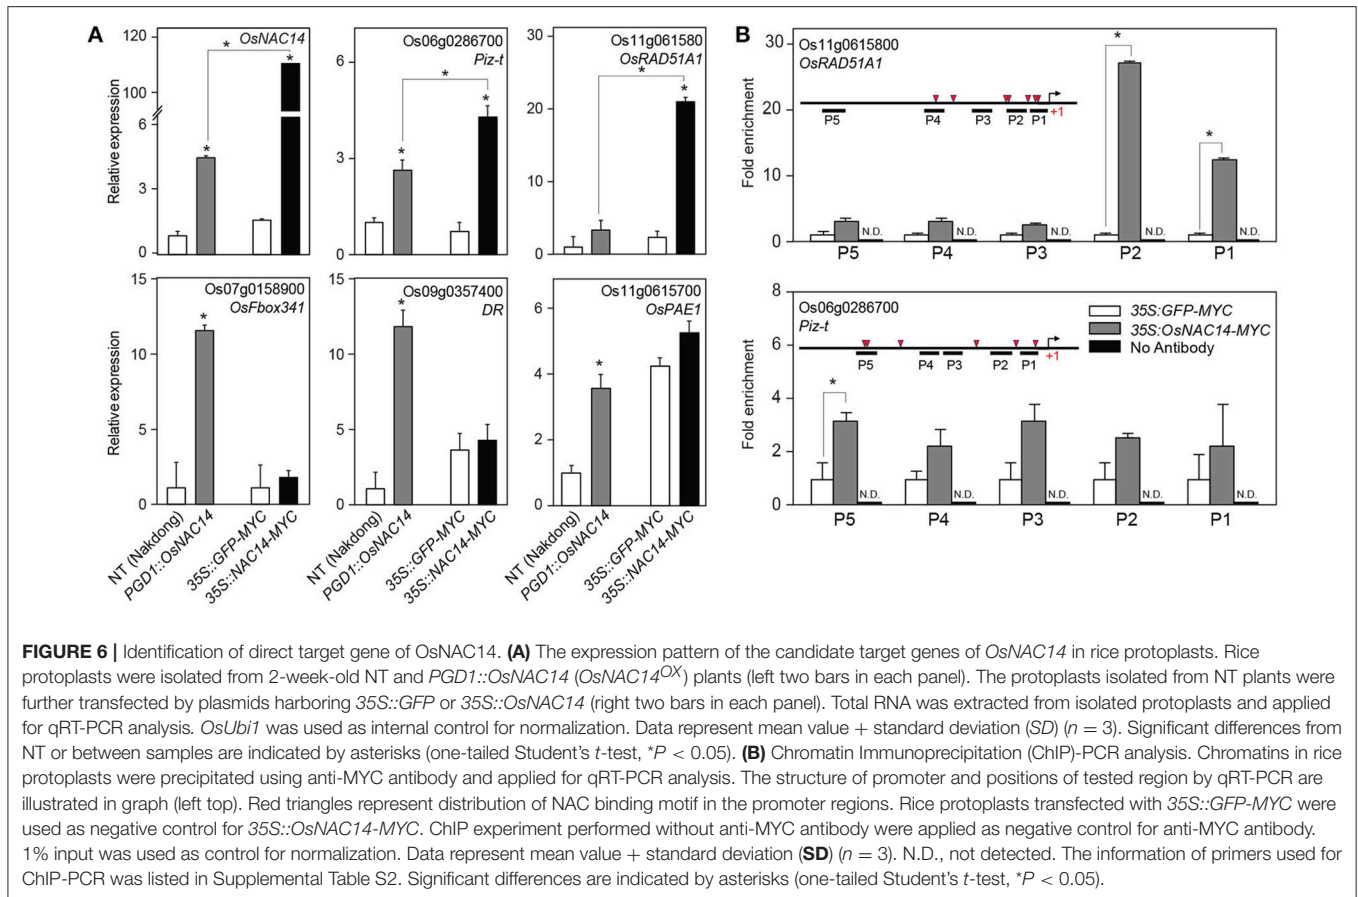 A
OsNAC14
Relative expression
120
100
6
3
0
*
*
*
Os06g0286700
Piz-t
6
3
0
*
*
*
Os11g061580
OsRAD51A1
30
20
10
0
*
*
Os07g0158900
OsFbox341
Relative expression
15
10
5
0
*
Os09g0357400
DR
15
10
5
0
*
Os11g0615700
OsPAE1
6
4
2
0
*
NT (Nakdong)
PGD1::OsNAC14
35S::GFP-MYC
35S::NAC14-MYC
NT (Nakdong)
PGD1::OsNAC14
35S::GFP-MYC
35S::NAC14-MYC
NT (Nakdong)
PGD1::OsNAC14
35S::GFP-MYC
35S::NAC14-MYC
B
Os11g0615800
OsRAD51A1
Fold enrichment
30
20
10
0
P5 P4 P3 P2 P1 +1
*
*
N.D. N.D. N.D. N.D. N.D.
P5 P4 P3 P2 P1
Os06g0286700
Piz-t
Fold enrichment
8
6
4
2
0
35S:GFP-MYC
35S:OsNAC14-MYC
No Antibody
P5 P4 P3 P2 P1 +1
*
N.D. N.D. N.D. N.D. N.D.
P5 P4 P3 P2 P1
FIGURE 6 | Identification of direct target gene of OsNAC14. (A) The expression pattern of the candidate target genes of OsNAC14 in rice protoplasts. Rice
protoplasts were isolated from 2-week-old NT and PGD1::OsNAC14 (OsNAC14OX) plants (left two bars in each panel). The protoplasts isolated from NT plants were
further transfected by plasmids harboring 35S::GFP or 35S::OsNAC14 (right two bars in each panel). Total RNA was extracted from isolated protoplasts and applied
for qRT-PCR analysis. OsUbi1 was used as internal control for normalization. Data represent mean value + standard deviation (SD) (n = 3). Significant differences from
NT or between samples are indicated by asterisks (one-tailed Student's t-test, *P < 0.05). (B) Chromatin Immunoprecipitation (ChIP)-PCR analysis. Chromatins in rice
protoplasts were precipitated using anti-MYC antibody and applied for qRT-PCR analysis. The structure of promoter and positions of tested region by qRT-PCR are
illustrated in graph (left top). Red triangles represent distribution of NAC binding motif in the promoter regions. Rice protoplasts transfected with 35S::GFP-MYC were
used as negative control for 35S::OsNAC14-MYC. ChIP experiment performed without anti-MYC antibody were applied as negative control for anti-MYC antibody.
1% input was used as control for normalization. Data represent mean value + standard deviation (SD) (n = 3). N.D., not detected. The information of primers used for
ChIP-PCR was listed in Supplemental Table S2. Significant differences are indicated by asterisks (one-tailed Student's t-test, *P < 0.05).